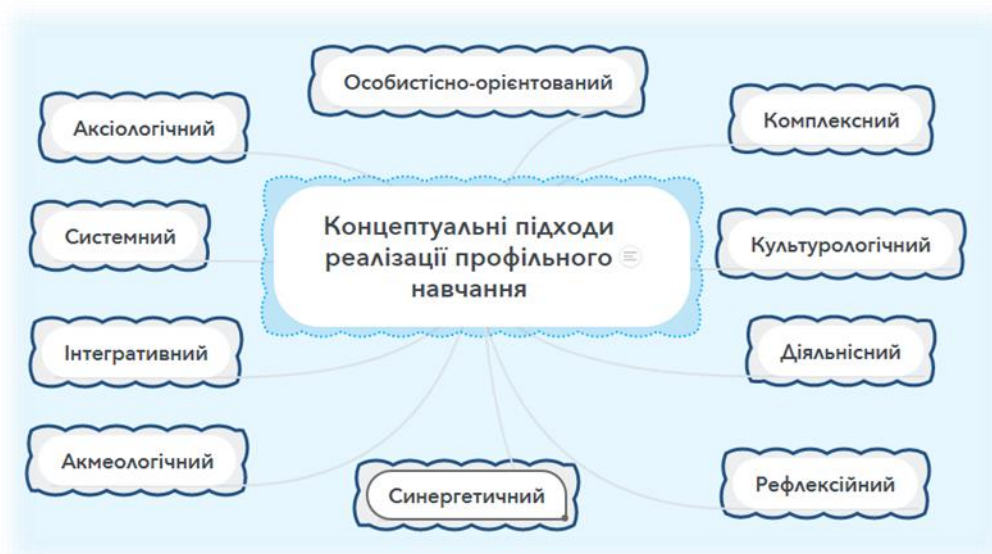 Особистісно-орієнтований
Аксіологічний
Комплексний
Системний
Концептуальні підходи
реалізації профільного
навчання
Культурологічний
Інтегративний
Діяльнісний
Акмеологічний
Синергетичний
Рефлексійний